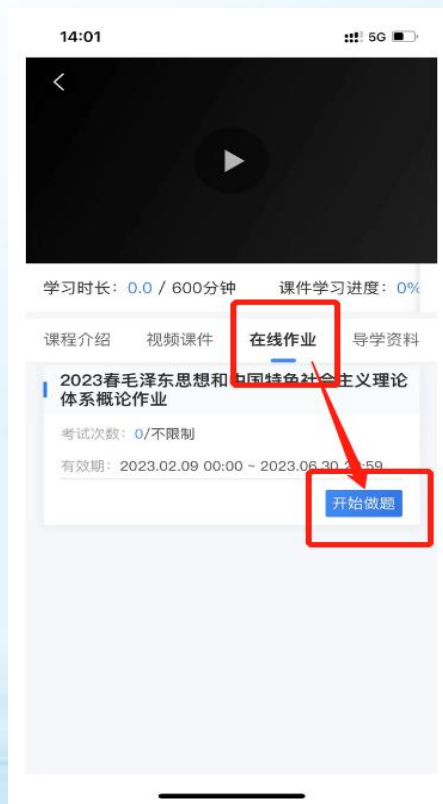 14:01 5G
学习时长：0.0 / 600分钟 课件学习进度：0%
课程介绍 视频课件 在线作业 导学资料
2023春毛泽东思想和中国特色社会主义理论
体系概论作业
考试次数：0/不限制
有效期：2023.02.09 00:00 ~ 2023.06.30 23:59
开始做题